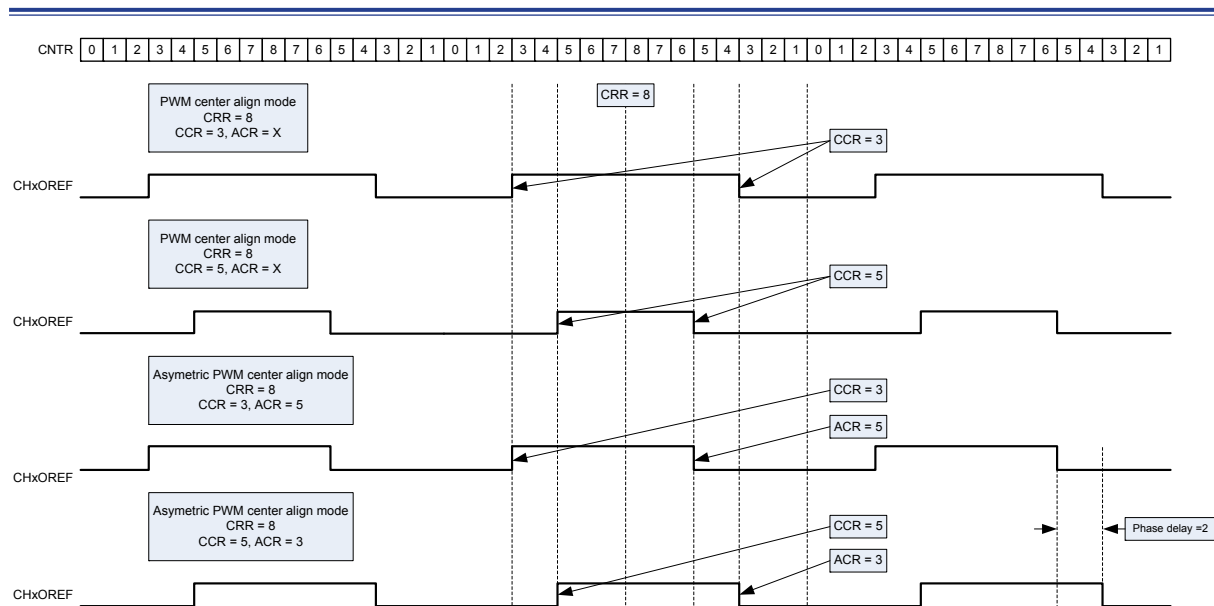 CNTR 0 1 2 3 4 5 6 7 8 7 6 5 4 3 2 1 0 1 2 3 4 5 6 7 8 7 6 5 4 3 2 1 0 1 2 3 4 5 6 7 8 7 6 5 4 3 2 1
CRR = 8
PWM center align mode
CRR = 8
CCR = 3, ACR = X
CCR = 3
CHxOREF
PWM center align mode
CRR = 8
CCR = 5, ACR = X
CCR = 5
CHxOREF
Asymetric PWM center align mode
CRR = 8
CCR = 3, ACR = 5
CCR = 3
ACR = 5
CHxOREF
Asymetric PWM center align mode
CRR = 8
CCR = 5, ACR = 3
CCR = 5
Phase delay =2
ACR = 3
CHxOREF